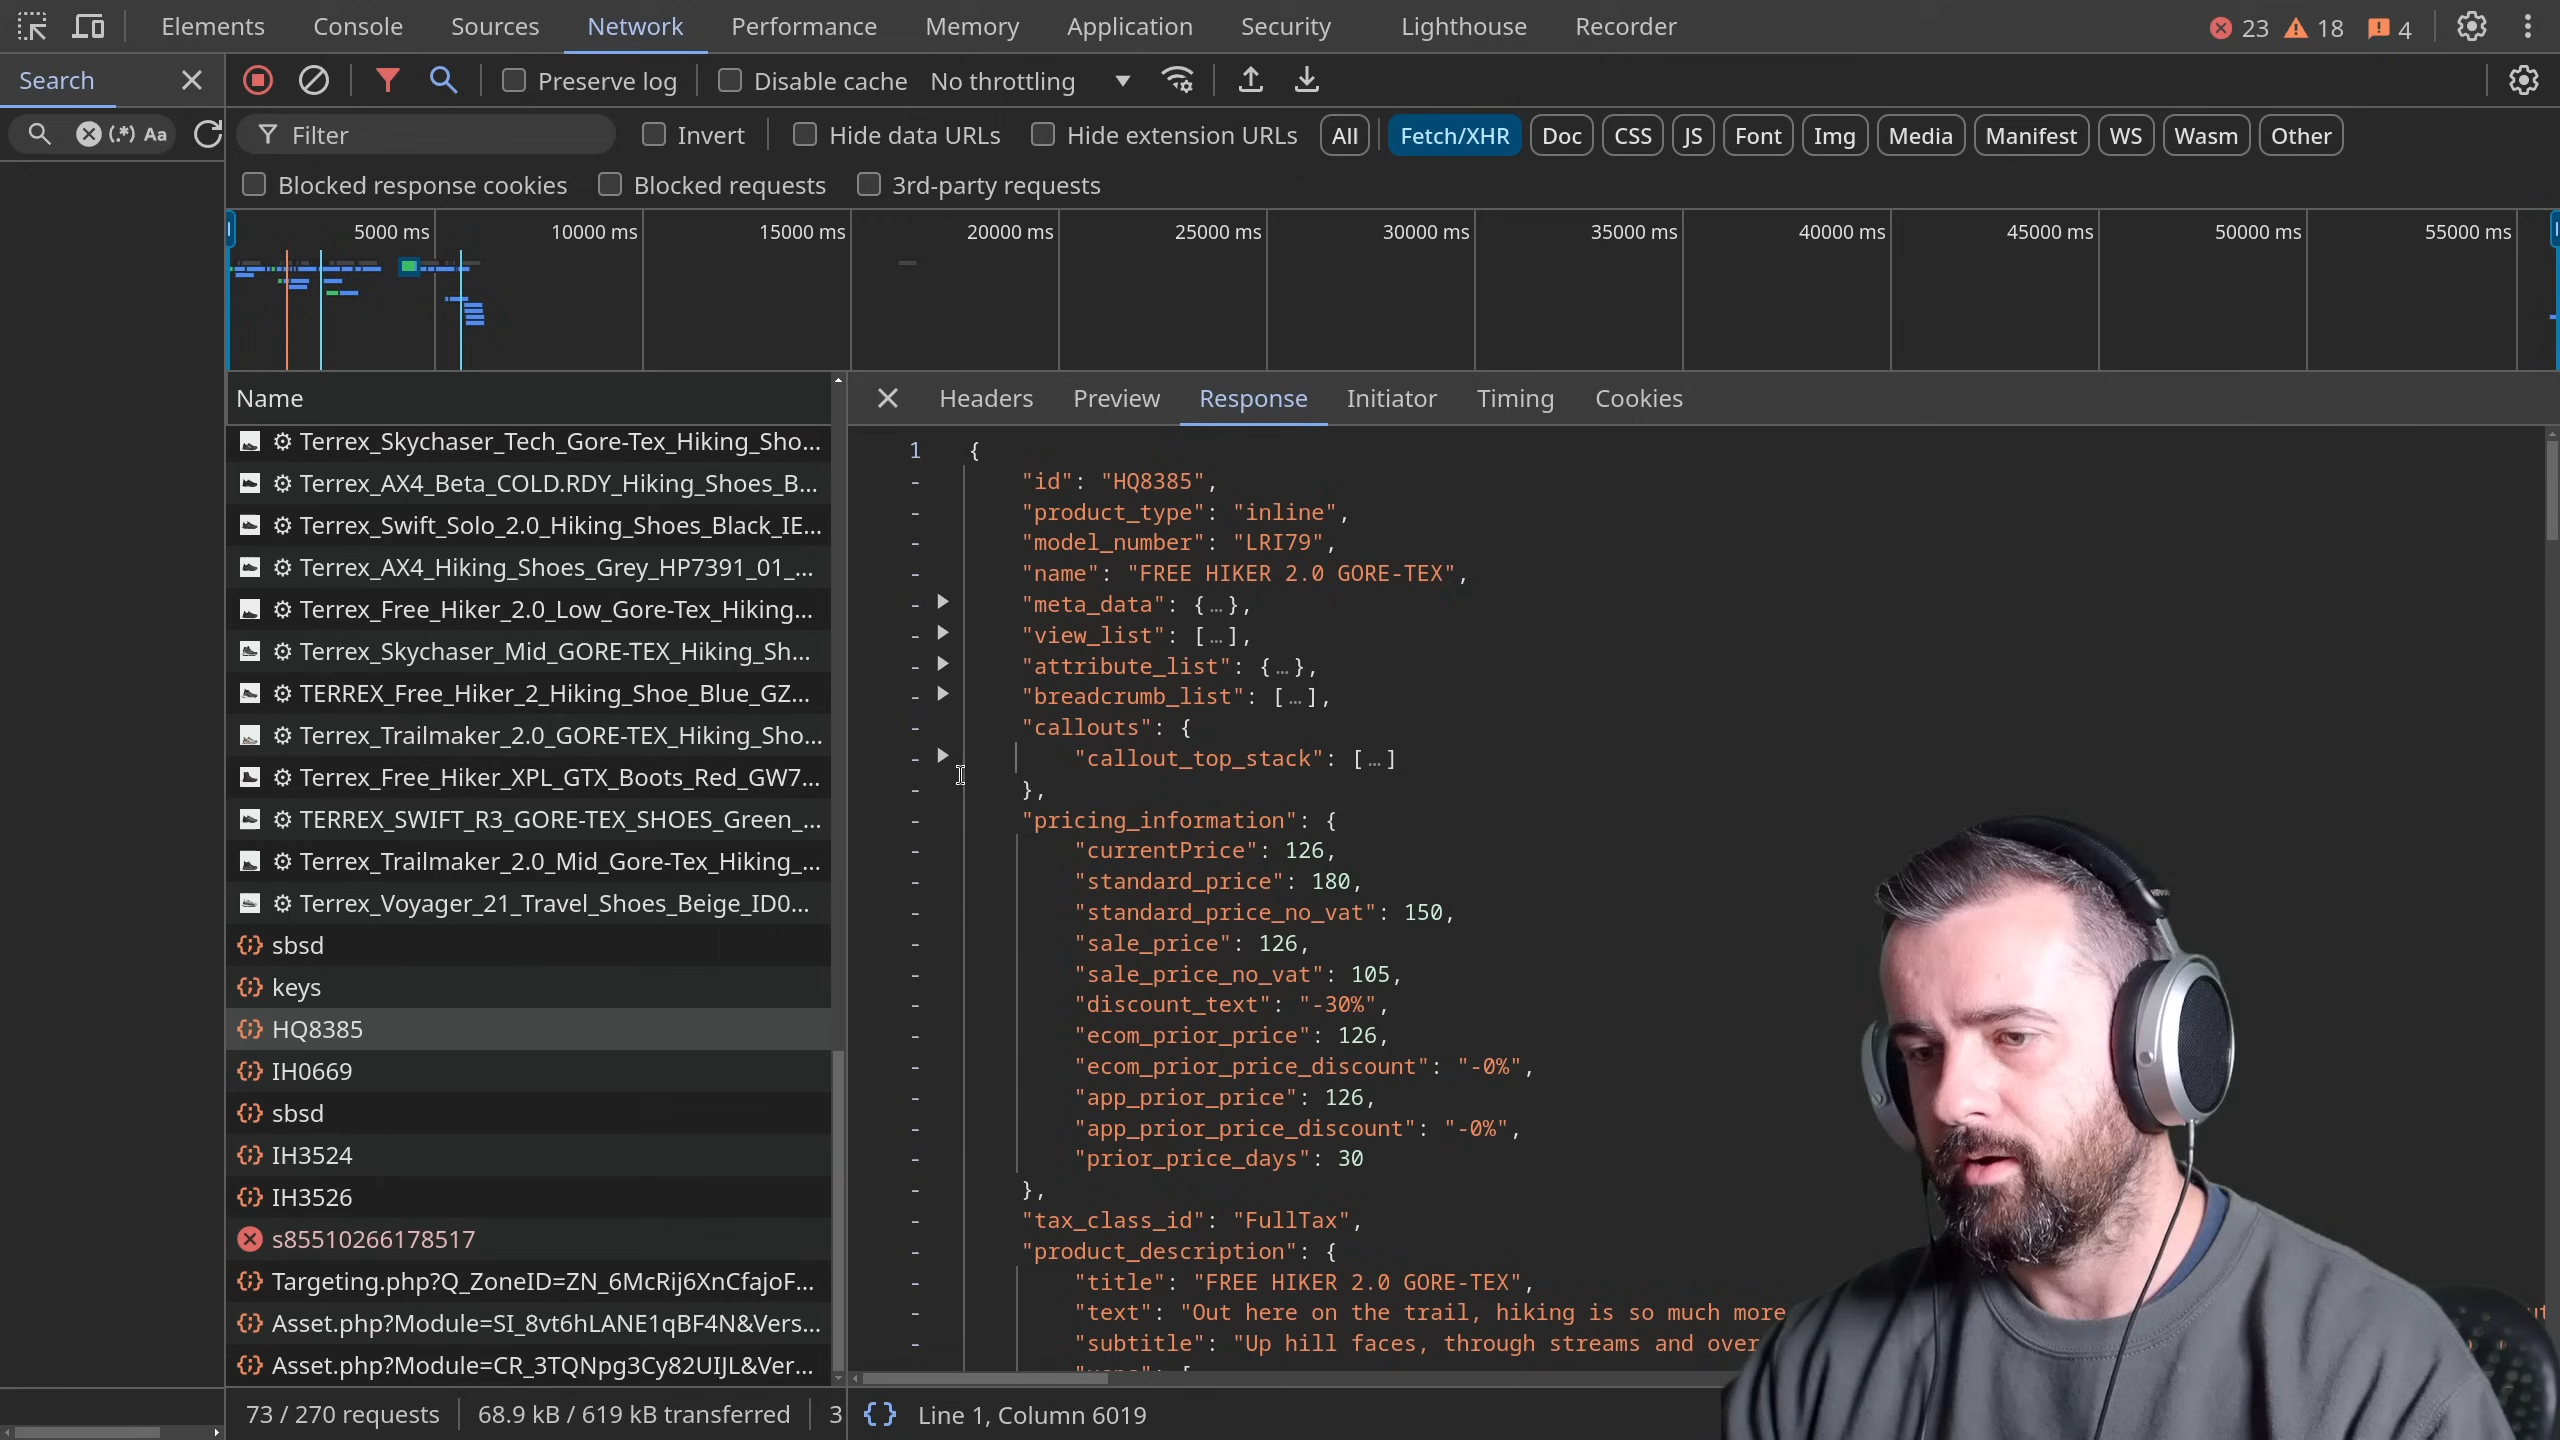 Elements Console Sources Network Performance Memory Application Security Lighthouse Recorder 23 18 4
Search Preserve log Disable cache No throttling
(.*) Aa Filter Invert Hide data URLs Hide extension URLs All Fetch/XHR Doc CSS JS Font Img Media Manifest WS Wasm Other
Blocked response cookies Blocked requests 3rd-party requests
5000 ms 10000 ms 15000 ms 20000 ms 25000 ms 30000 ms 35000 ms 40000 ms 45000 ms 50000 ms 55000 ms
Name
Terrex_Skychaser_Tech_Gore-Tex_Hiking_Sho...
Terrex_AX4_Beta_COLD.RDY_Hiking_Shoes_B...
Terrex_Swift_Solo_2.0_Hiking_Shoes_Black_IE...
Terrex_AX4_Hiking_Shoes_Grey_HP7391_01_...
Terrex_Free_Hiker_2.0_Low_Gore-Tex_Hiking...
Terrex_Skychaser_Mid_GORE-TEX_Hiking_Sh...
TERREX_Free_Hiker_2_Hiking_Shoe_Blue_GZ...
Terrex_Trailmaker_2.0_GORE-TEX_Hiking_Sho...
Terrex_Free_Hiker_XPL_GTX_Boots_Red_GW7...
TERREX_SWIFT_R3_GORE-TEX_SHOES_Green_...
Terrex_Trailmaker_2.0_Mid_Gore-Tex_Hiking_...
Terrex_Voyager_21_Travel_Shoes_Beige_ID0...
sbsd
keys
HQ8385
IH0669
sbsd
IH3524
IH3526
s85510266178517
Targeting.php?Q_ZoneID=ZN_6McRij6XnCfajoF...
Asset.php?Module=SI_8vt6hLANE1qBF4N&Vers...
Asset.php?Module=CR_3TQNpg3Cy82UIJL&Ver...
73 / 270 requests 68.9 kB / 619 kB transferred 3
Headers Preview Response Initiator Timing Cookies
1 {
- "id": "HQ8385",
- "product_type": "inline",
- "model_number": "LRI79",
- "name": "FREE HIKER 2.0 GORE-TEX",
- "meta_data": {…},
- "view_list": […],
- "attribute_list": {…},
- "breadcrumb_list": […],
- "callouts": {
- "callout_top_stack": […]
- },
- "pricing_information": {
- "currentPrice": 126,
- "standard_price": 180,
- "standard_price_no_vat": 150,
- "sale_price": 126,
- "sale_price_no_vat": 105,
- "discount_text": "-30%",
- "ecom_prior_price": 126,
- "ecom_prior_price_discount": "-0%",
- "app_prior_price": 126,
- "app_prior_price_discount": "-0%",
- "prior_price_days": 30
- },
- "tax_class_id": "FullTax",
- "product_description": {
- "title": "FREE HIKER 2.0 GORE-TEX",
- "text": "Out here on the trail, hiking is so much more
- "subtitle": "Up hill faces, through streams and over
Line 1, Column 6019